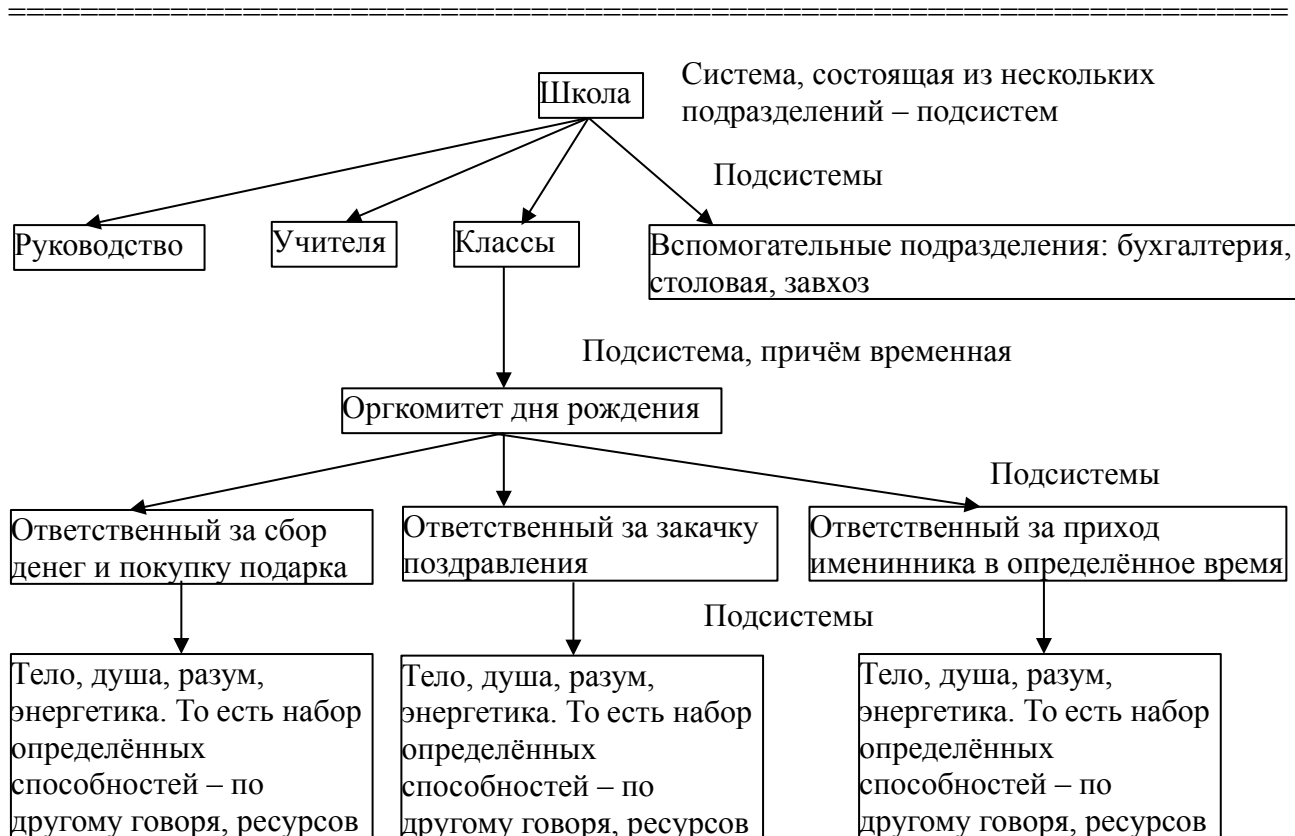 Школа
Система, состоящая из нескольких
подразделений – подсистем
Подсистемы
Руководство
Учителя
Классы
Вспомогательные подразделения: бухгалтерия,
столовая, завхоз
Подсистема, причём временная
Оргкомитет дня рождения
Подсистемы
Ответственный за сбор
денег и покупку подарка
Ответственный за закачку
поздравления
Ответственный за приход
именинника в определённое время
Подсистемы
Тело, душа, разум,
энергетика. То есть набор
определённых
способностей – по
другому говоря, ресурсов
Тело, душа, разум,
энергетика. То есть набор
определённых
способностей – по
другому говоря, ресурсов
Тело, душа, разум,
энергетика. То есть набор
определённых
способностей – по
другому говоря, ресурсов